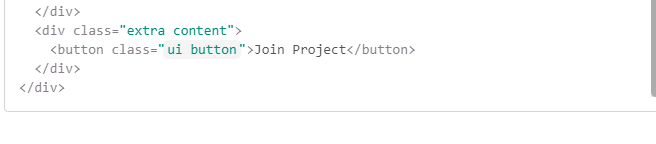 </div>
<div class="extra content">
<button class="ui button">Join Project</button>
</div>
</div>